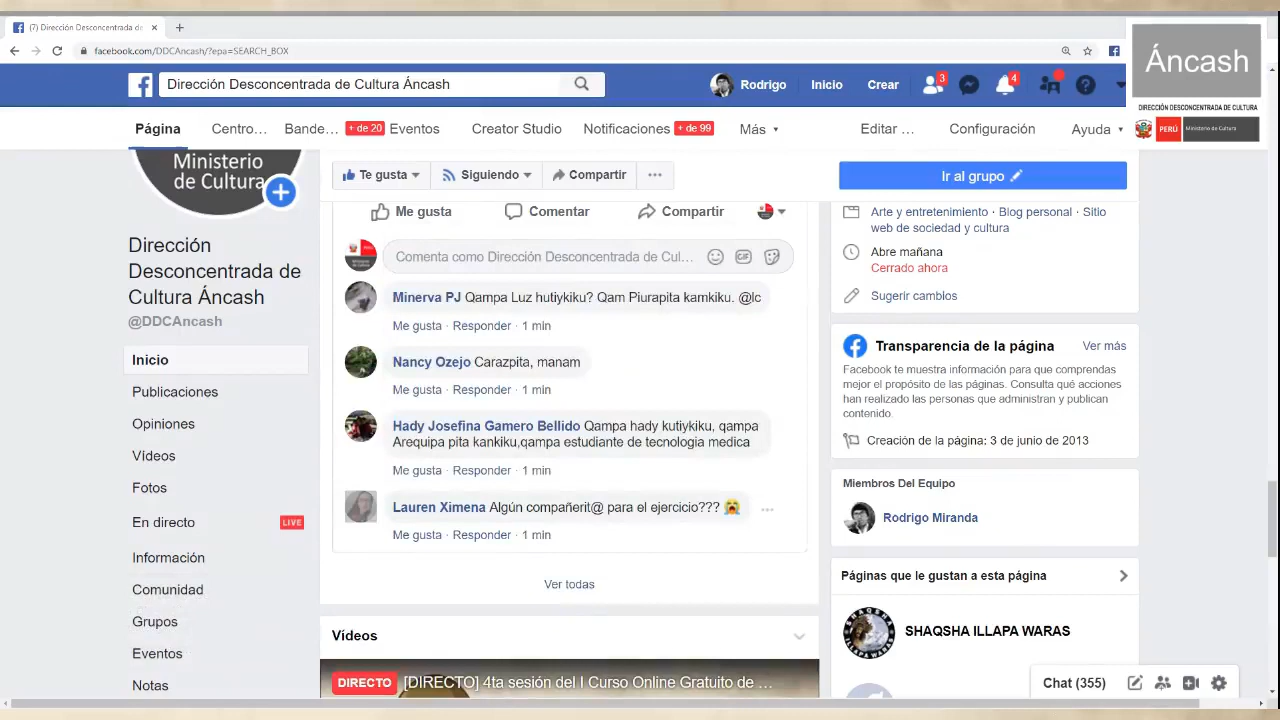 (7) Dirección Desconcentrada de
facebook.com/DDCAncash/?epa=SEARCH_BOX
Áncash
DIRECCIÓN DESCONCENTRADA DE CULTURA
PERÚ Ministerio de Cultura
Dirección Desconcentrada de Cultura Áncash
Rodrigo Inicio Crear 3 4
Página Centro... Bande... + de 20 Eventos Creator Studio Notificaciones + de 99 Más Editar ... Configuración Ayuda
Ministerio
de Cultura
Te gusta Siguiendo Compartir ...
Ir al grupo
Me gusta Comentar Compartir
Comenta como Dirección Desconcentrada de Cul... GIF
Minerva PJ Qampa Luz hutiykiku? Qam Piurapita kamkiku. @lc
Me gusta · Responder · 1 min
Nancy Ozejo Carazpita, manam
Me gusta · Responder · 1 min
Hady Josefina Gamero Bellido Qampa hady kutiykiku, qampa
Arequipa pita kankiku,qampa estudiante de tecnologia medica
Me gusta · Responder · 1 min
Lauren Ximena Algún compañerit@ para el ejercicio??? 😭
Me gusta · Responder · 1 min
Ver todas
Vídeos
DIRECTO [DIRECTO] 4ta sesión del I Curso Online Gratuito de ...
Dirección
Desconcentrada de
Cultura Áncash
@DDCAncash
Inicio
Publicaciones
Opiniones
Vídeos
Fotos
En directo LIVE
Información
Comunidad
Grupos
Eventos
Notas
Arte y entretenimiento · Blog personal · Sitio
web de sociedad y cultura
Abre mañana
Cerrado ahora
Sugerir cambios
Transparencia de la página Ver más
Facebook te muestra información para que comprendas
mejor el propósito de las páginas. Consulta qué acciones
han realizado las personas que administran y publican
contenido.
Creación de la página: 3 de junio de 2013
Miembros Del Equipo
Rodrigo Miranda
Páginas que le gustan a esta página
SHAQSHA ILLAPA WARAS
SHAQSHA ILLAPA WARAS
Chat (355)